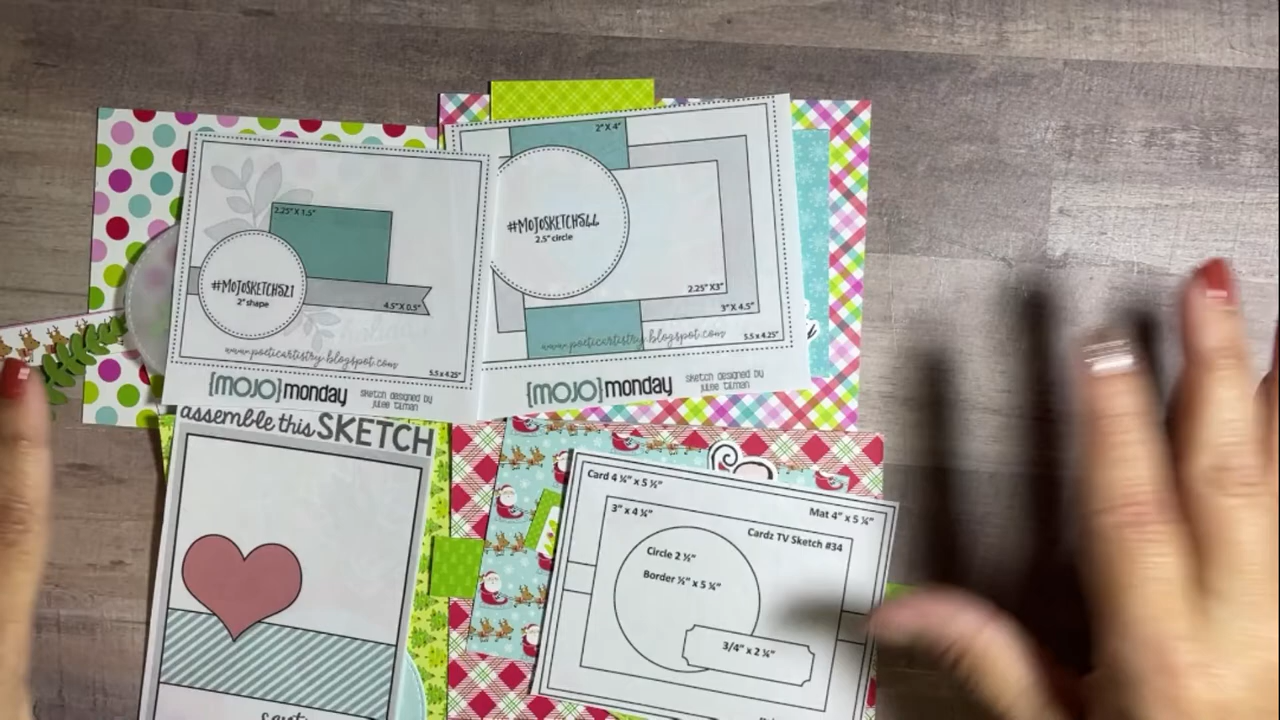 2.25" X 1.5"
#MOJOSKETCH521
2" shape
4.5" X 0.5"
www.poeticartistry.blogspot.com
5.5 x 4.25"
{MOJO}monday
sketch designed by
julee tilman
2" X 4"
#MOJOSKETCH544
2.5" circle
2.25" X 3"
3" X 4.5"
www.poeticartistry.blogspot.com
5.5 x 4.25"
{MOJO}monday
sketch designed by
julee tilman
assemble this SKETCH
Card 4 ¼" x 5 ½"
Mat 4" x 5 ¼"
3" x 4 ¼"
Cardz TV Sketch #34
Circle 2 ½"
Border ½" x 5 ¼"
3/4" x 2 ¼"